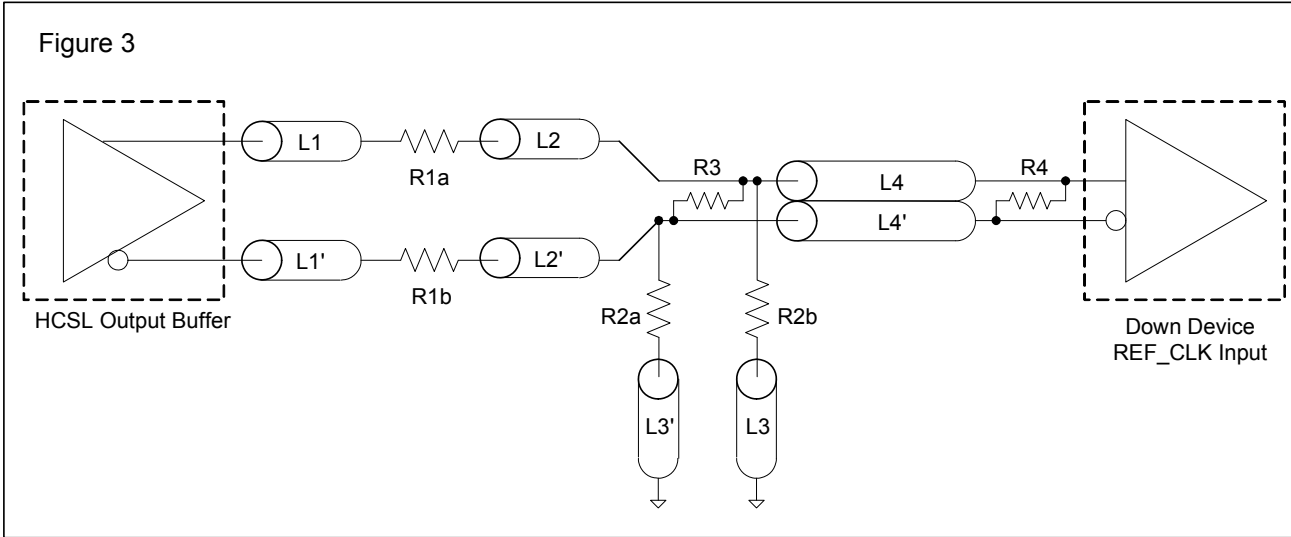 Figure 3
L1
R1a
L2
R3
L4
R4
L4'
L1'
R1b
L2'
R2a
R2b
L3'
L3
HCSL Output Buffer
Down Device
REF_CLK Input